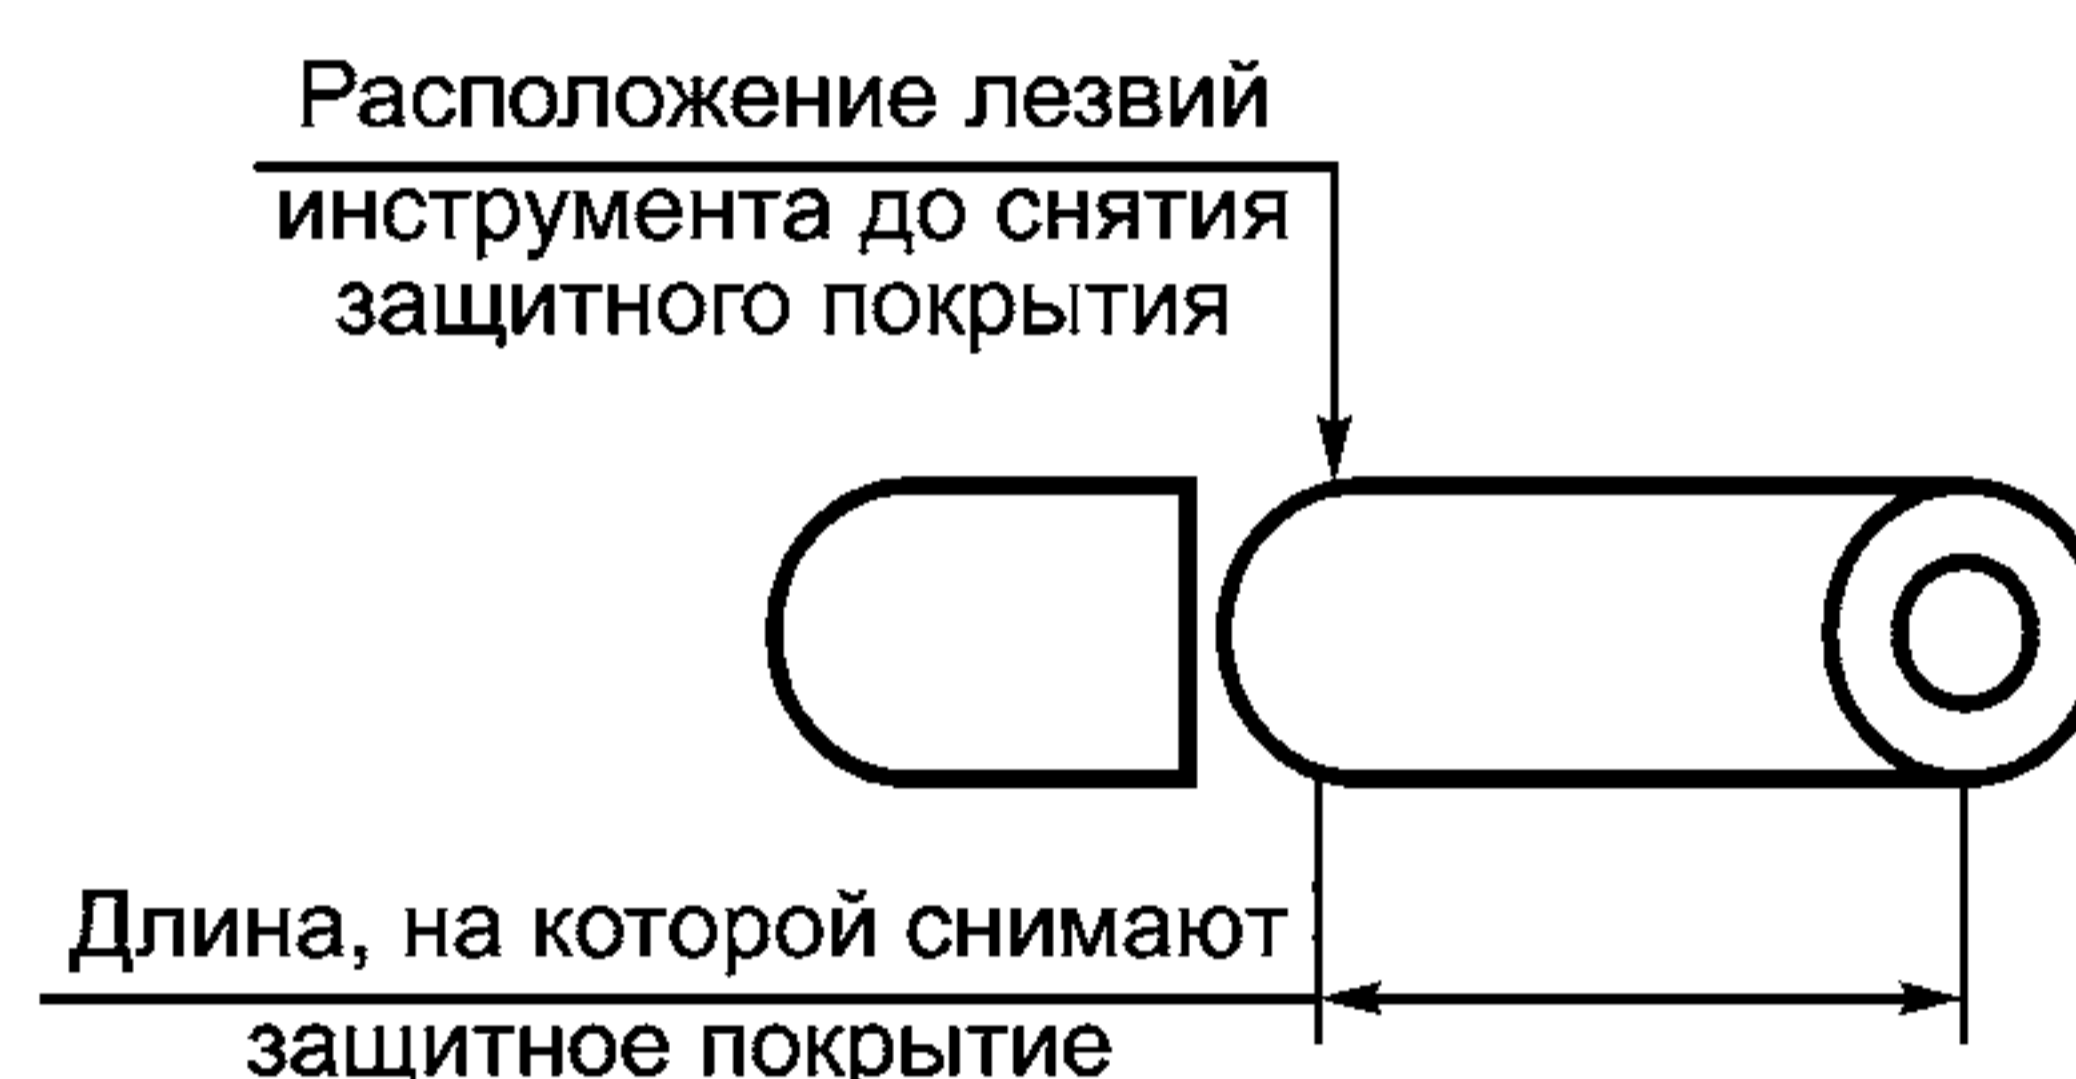 Расположение лезвий
инструмента до снятия
защитного покрытия
Длина, на которой снимают
защитное покрытие